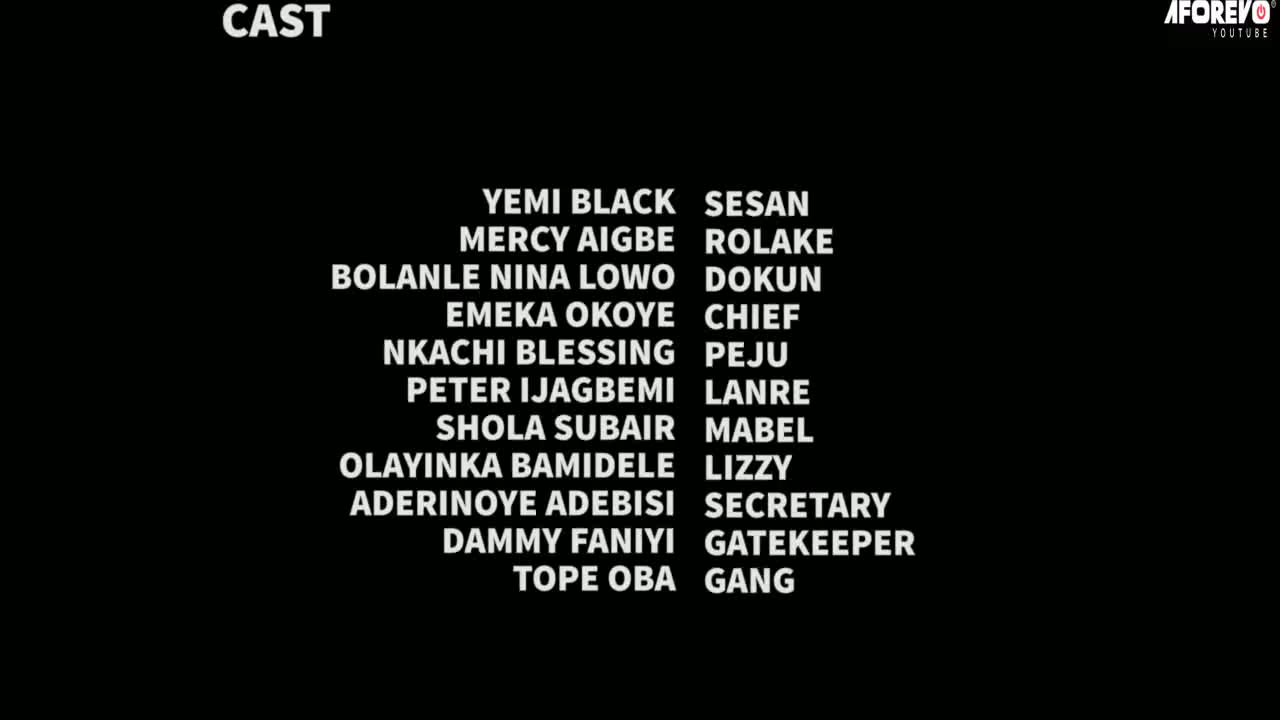 CAST
AFOREVO
YOUTUBE
YEMI BLACK SESAN
MERCY AIGBE ROLAKE
BOLANLE NINA LOWO DOKUN
EMEKA OKOYE CHIEF
NKACHI BLESSING PEJU
PETER IJAGBEMI LANRE
SHOLA SUBAIR MABEL
OLAYINKA BAMIDELE LIZZY
ADERINOYE ADEBISI SECRETARY
DAMMY FANIYI GATEKEEPER
TOPE OBA GANG